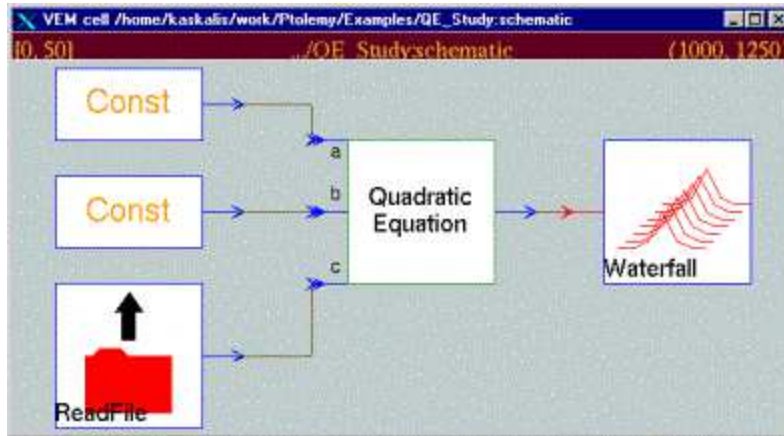 VEM cell /home/kaskalis/work/Ptolemy/Examples/QE_Study:schematic
[0, 50] .../QE_Study:schematic (1000, 1250
Const
a
b
Const
Quadratic
Equation
c
Waterfall
ReadFile